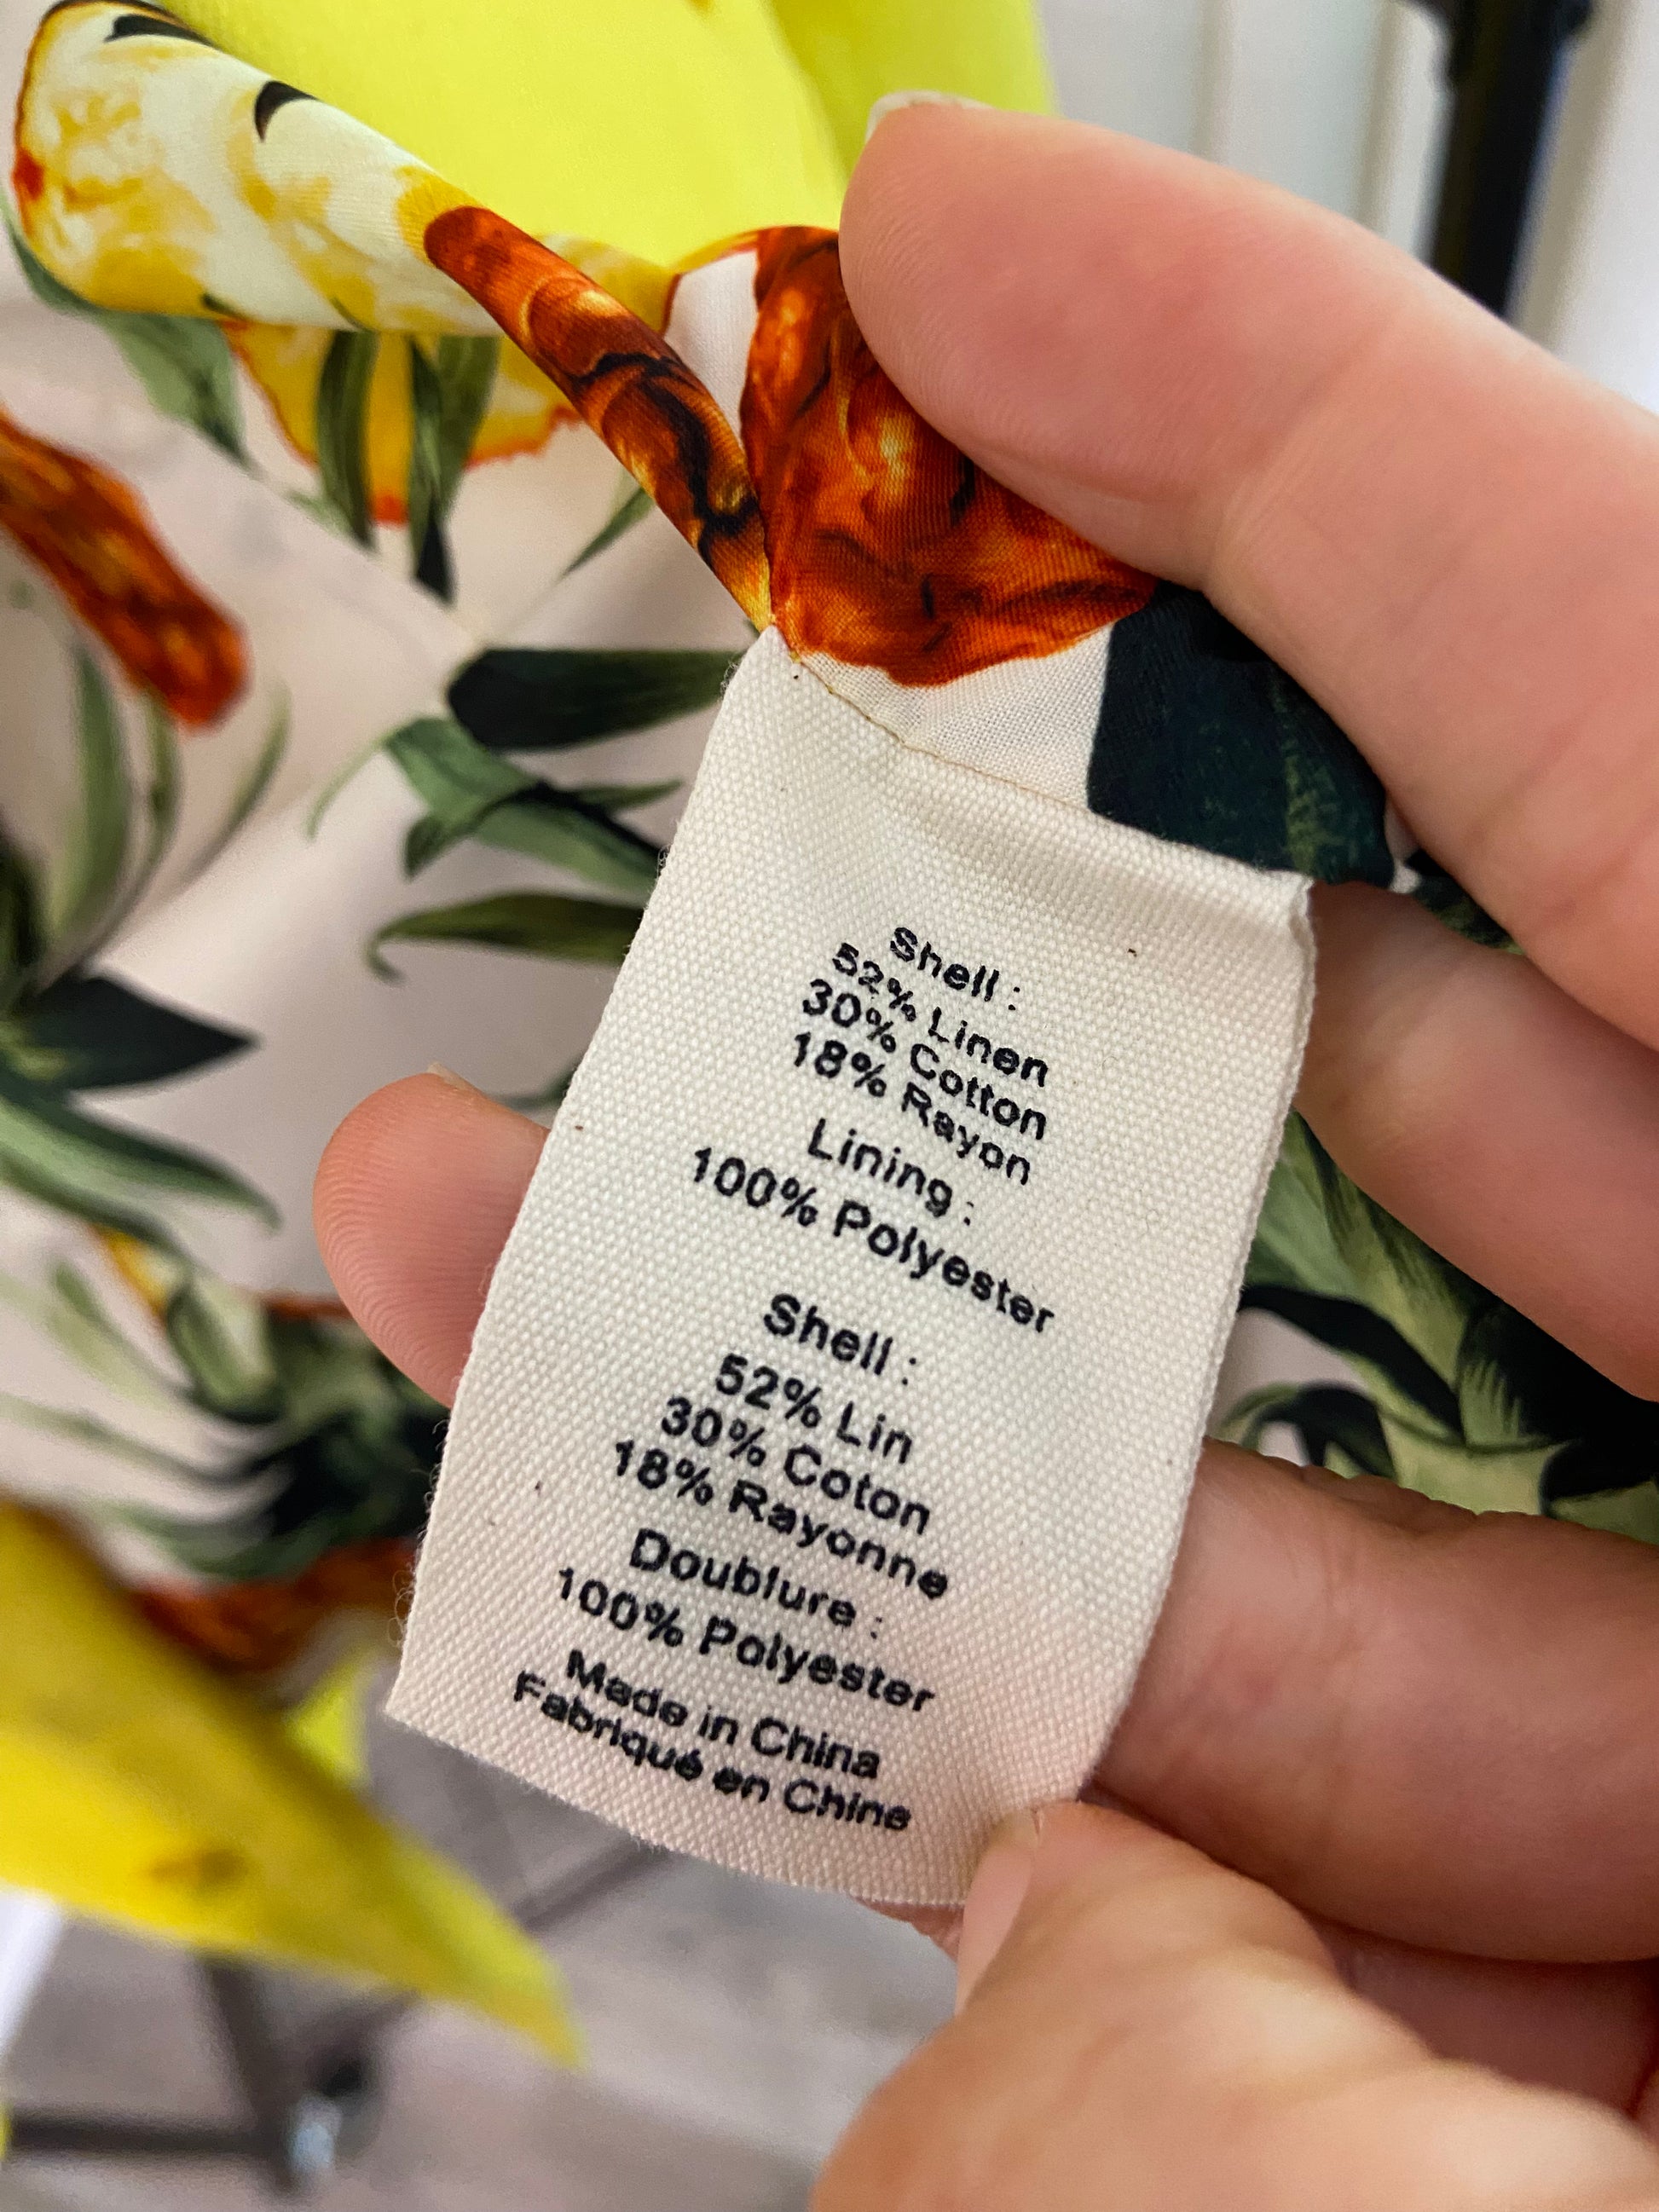 Shell :
52% Linen
30% Cotton
18% Rayon
Lining :
100% Polyester
Shell :
52% Lin
30% Coton
18% Rayonne
Doublure :
100% Polyester
Made in China
Fabriqué en Chine